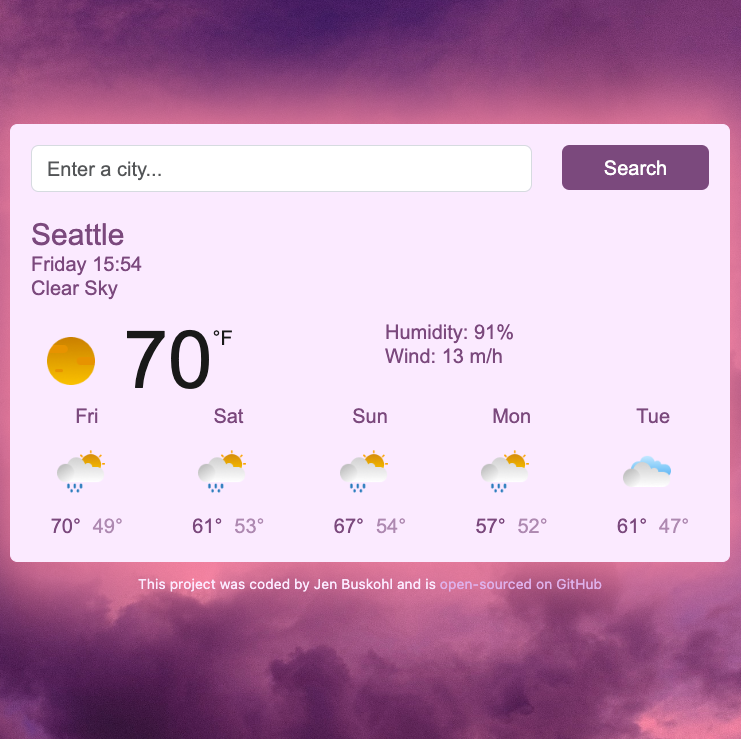 Enter a city...
Search
Seattle
Friday 15:54
Clear Sky
70°F
Humidity: 91%
Wind: 13 m/h
Fri Sat Sun Mon Tue
70° 49° 61° 53° 67° 54° 57° 52° 61° 47°
This project was coded by Jen Buskohl and is open-sourced on GitHub